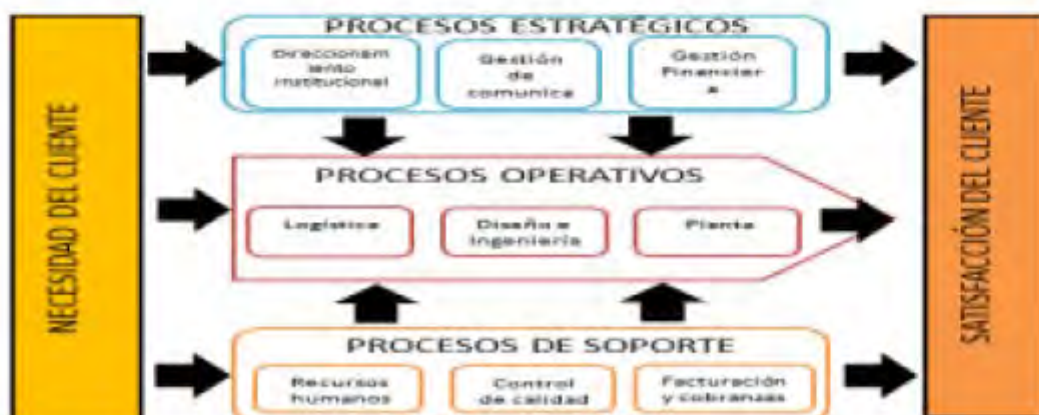 PROCESOS ESTRATÉGICOS
Direccionam
iento
institucional
Gestión
de
comunica
Gestión
Financier
a
NECESIDAD DEL CLIENTE
PROCESOS OPERATIVOS
Logística
Diseño e
Ingeniería
Planta
SATISFACCIÓN DEL CLIENTE
PROCESOS DE SOPORTE
Recursos
humanos
Control
de calidad
Facturación
y cobranzas